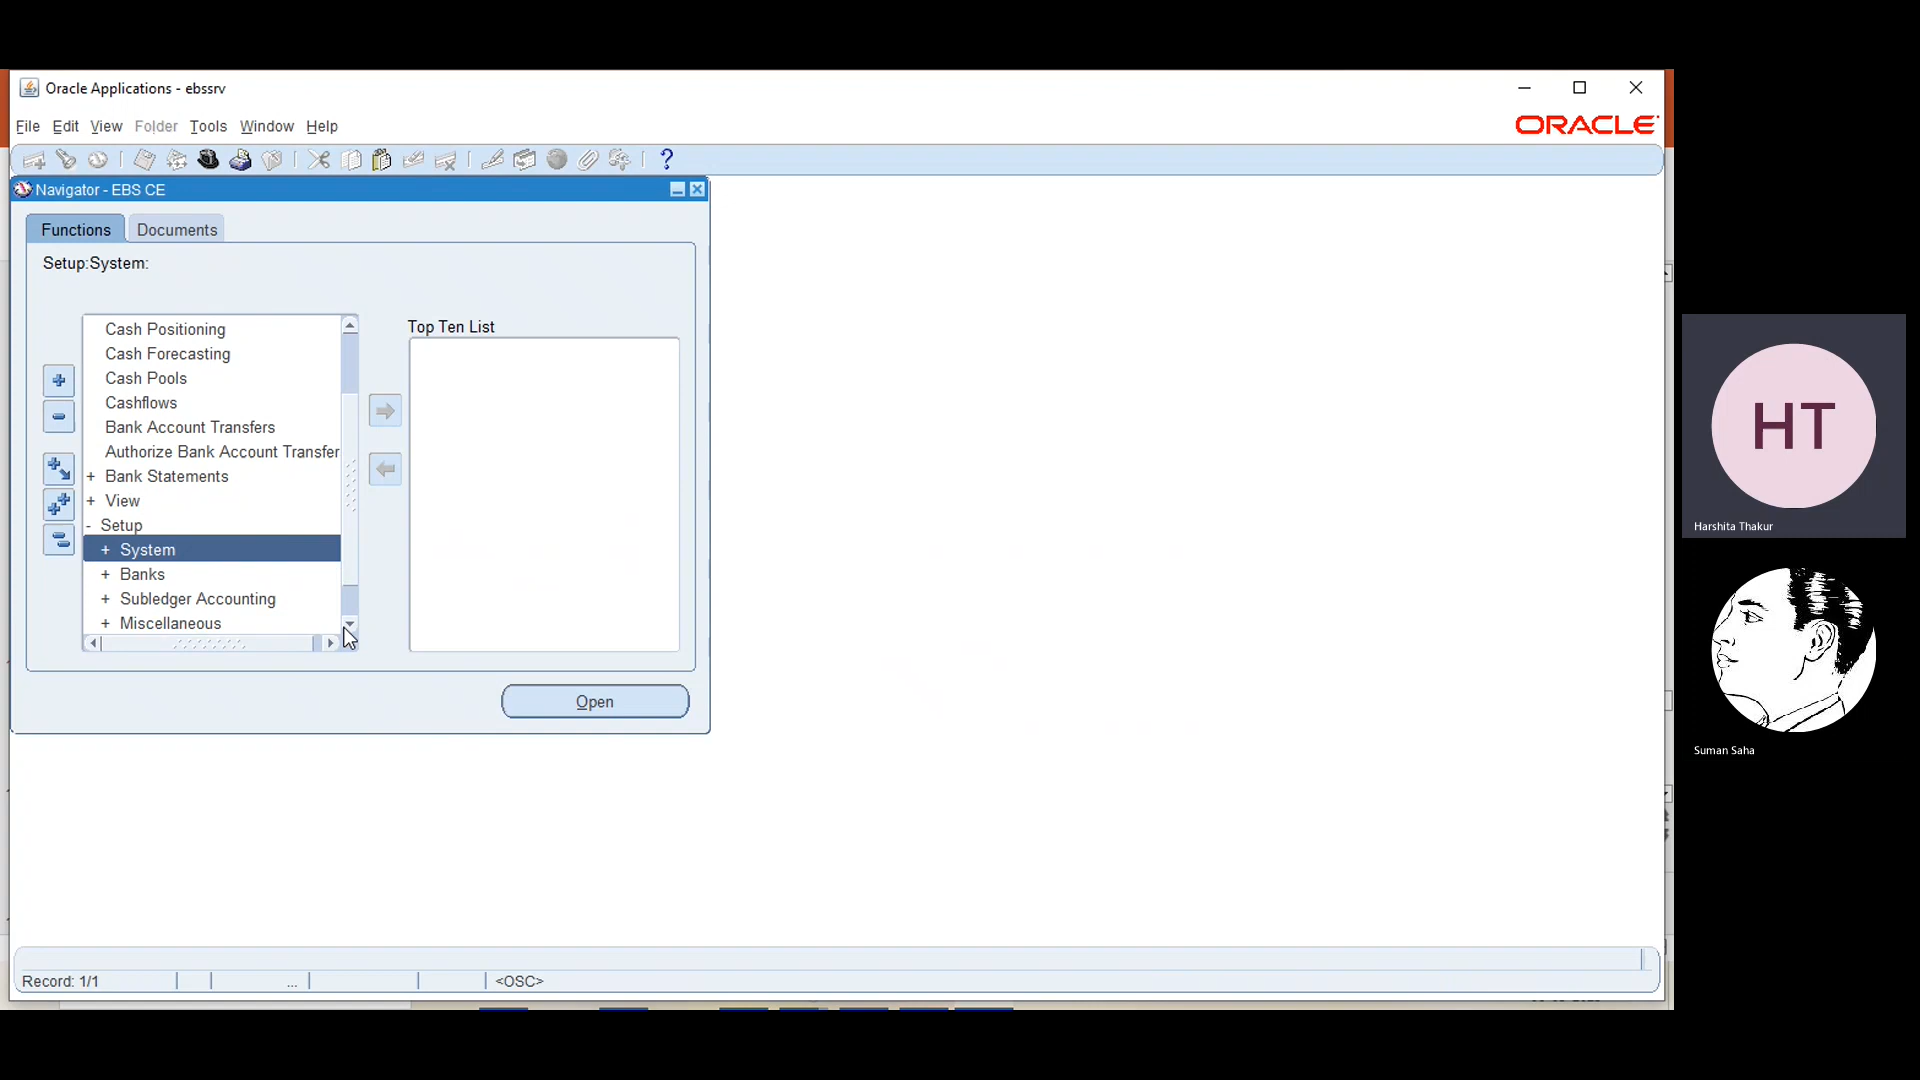 Oracle Applications - ebssrv
File Edit View Folder Tools Window Help
ORACLE
?
Navigator - EBS CE
Functions Documents
Setup:System:
Top Ten List
Cash Positioning
Cash Forecasting
Cash Pools
Cashflows
Bank Account Transfers
Authorize Bank Account Transfer
+ Bank Statements
+ View
- Setup
+ System
+ Banks
+ Subledger Accounting
+ Miscellaneous
Open
Record: 1/1 ... <OSC>
HT
Harshita Thakur
Suman Saha